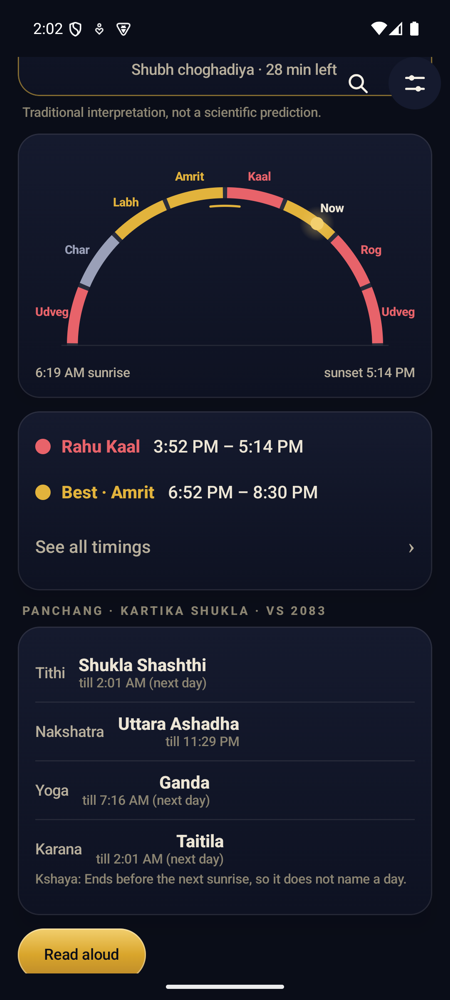 2:02
Shubh choghadiya · 28 min left
Traditional interpretation, not a scientific prediction.
Amrit
Kaal
Labh
Now
Char
Rog
Udveg
Udveg
6:19 AM sunrise
sunset 5:14 PM
Rahu Kaal 3:52 PM – 5:14 PM
Best · Amrit 6:52 PM – 8:30 PM
See all timings ›
PANCHANG · KARTIKA SHUKLA · VS 2083
Tithi Shukla Shashthi
till 2:01 AM (next day)
Nakshatra Uttara Ashadha
till 11:29 PM
Yoga Ganda
till 7:16 AM (next day)
Karana Taitila
till 2:01 AM (next day)
Kshaya: Ends before the next sunrise, so it does not name a day.
Read aloud